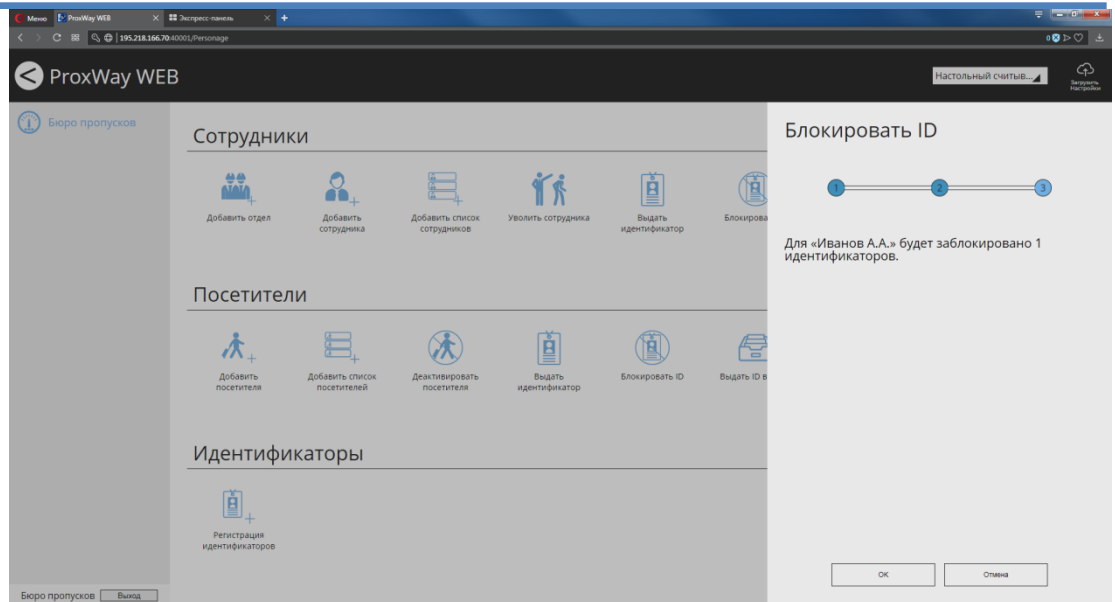 Меню ProxWay WEB Экспресс-панель
195.218.166.70:40001/Personage 0
ProxWay WEB Настольный считыв... Загрузить Настройки
Бюро пропусков
Сотрудники
Добавить отдел
Добавить сотрудника
Добавить список сотрудников
Уволить сотрудника
Выдать идентификатор
Блокирова
Посетители
Добавить посетителя
Добавить список посетителей
Деактивировать посетителя
Выдать идентификатор
Блокировать ID
Выдать ID в
Идентификаторы
Регистрация идентификаторов
Блокировать ID
1 2 3
Для «Иванов А.А.» будет заблокировано 1
идентификаторов.
OK Отмена
Бюро пропусков Выход